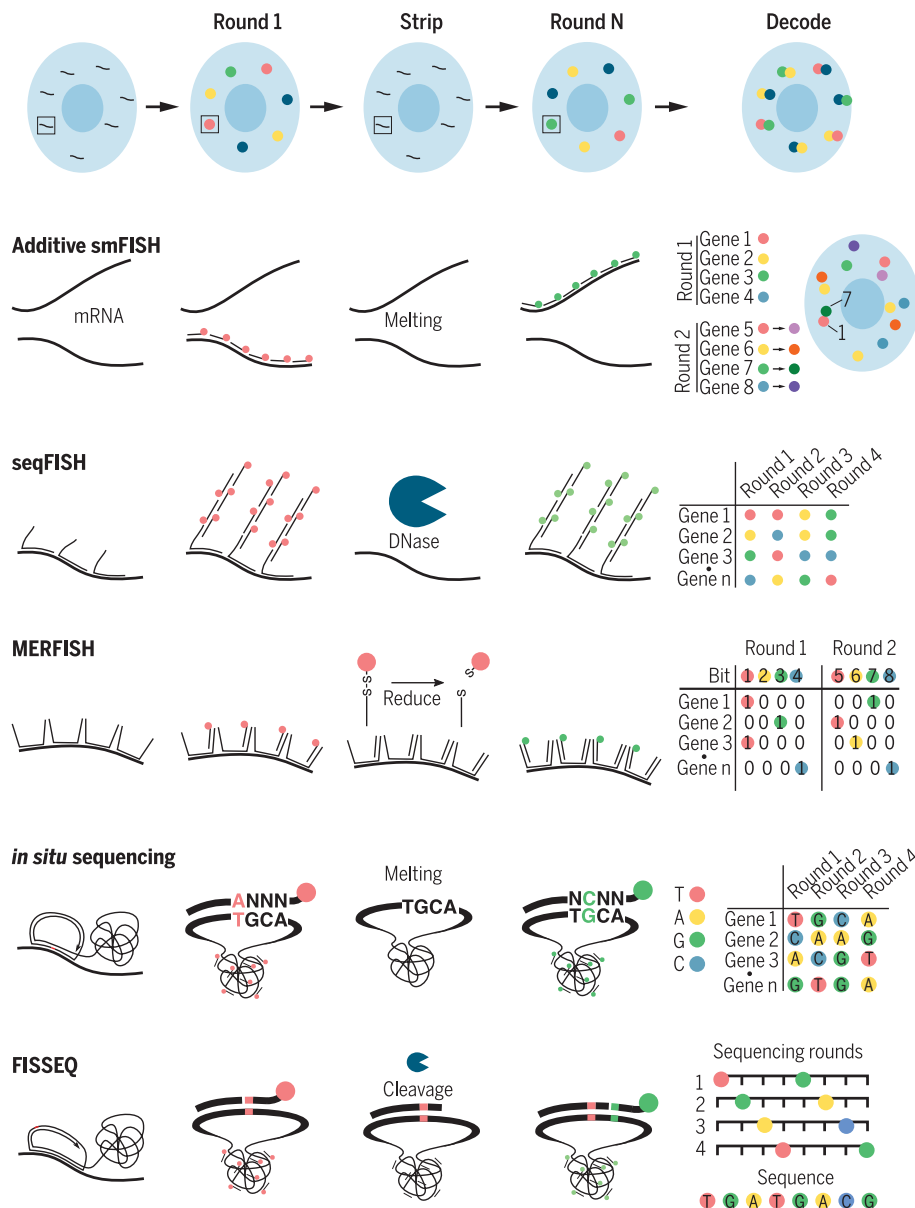 Round 1 Strip Round N Decode
Additive smFISH
mRNA
Melting
Round 1
Gene 1
Gene 2
Gene 3
Gene 4
Round 2
Gene 5
Gene 6
Gene 7
Gene 8
7
1
seqFISH
DNase
Round 1 Round 2 Round 3 Round 4
Gene 1
Gene 2
Gene 3
Gene n
MERFISH
s-s-
Reduce
s
s
Round 1 Round 2
Bit 1 2 3 4 5 6 7 8
Gene 1 1 0 0 0 0 0 1 0
Gene 2 0 0 1 0 1 0 0 0
Gene 3 1 0 0 0 0 1 0 0
Gene n 0 0 0 1 0 0 0 1
in situ sequencing
ANNN
TGCA
Melting
TGCA
NCNN
TGCA
T
A
G
C
Round 1 Round 2 Round 3 Round 4
Gene 1 T G C A
Gene 2 C A A G
Gene 3 A C G T
Gene n G T G A
FISSEQ
Cleavage
Sequencing rounds
1
2
3
4
Sequence
T G A T G A C G